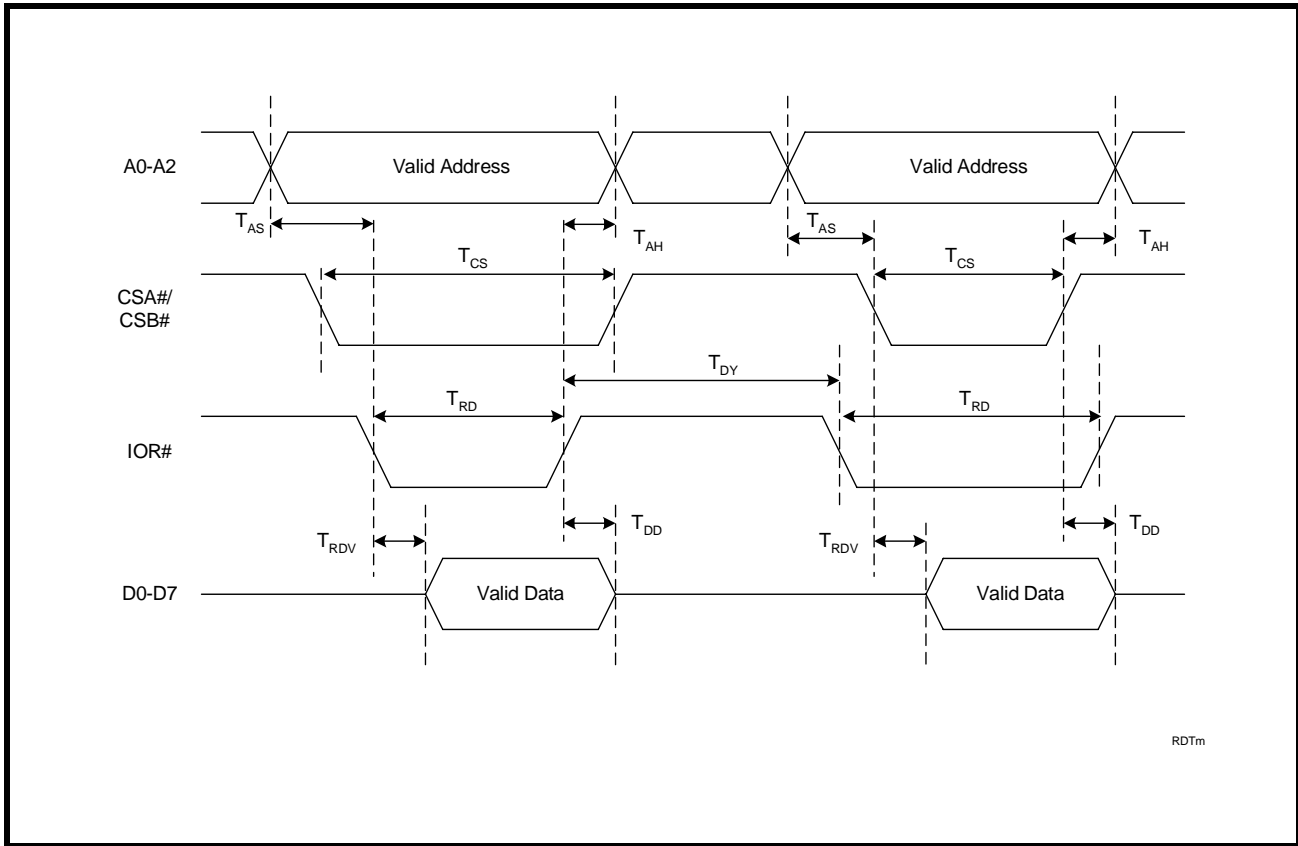 A0-A2
Valid Address
Valid Address
TAS
TAH
TAS
TAH
TCS
TCS
CSA#/
CSB#
TDY
TRD
TRD
IOR#
TRDV
TDD
TRDV
TDD
D0-D7
Valid Data
Valid Data
RDTm